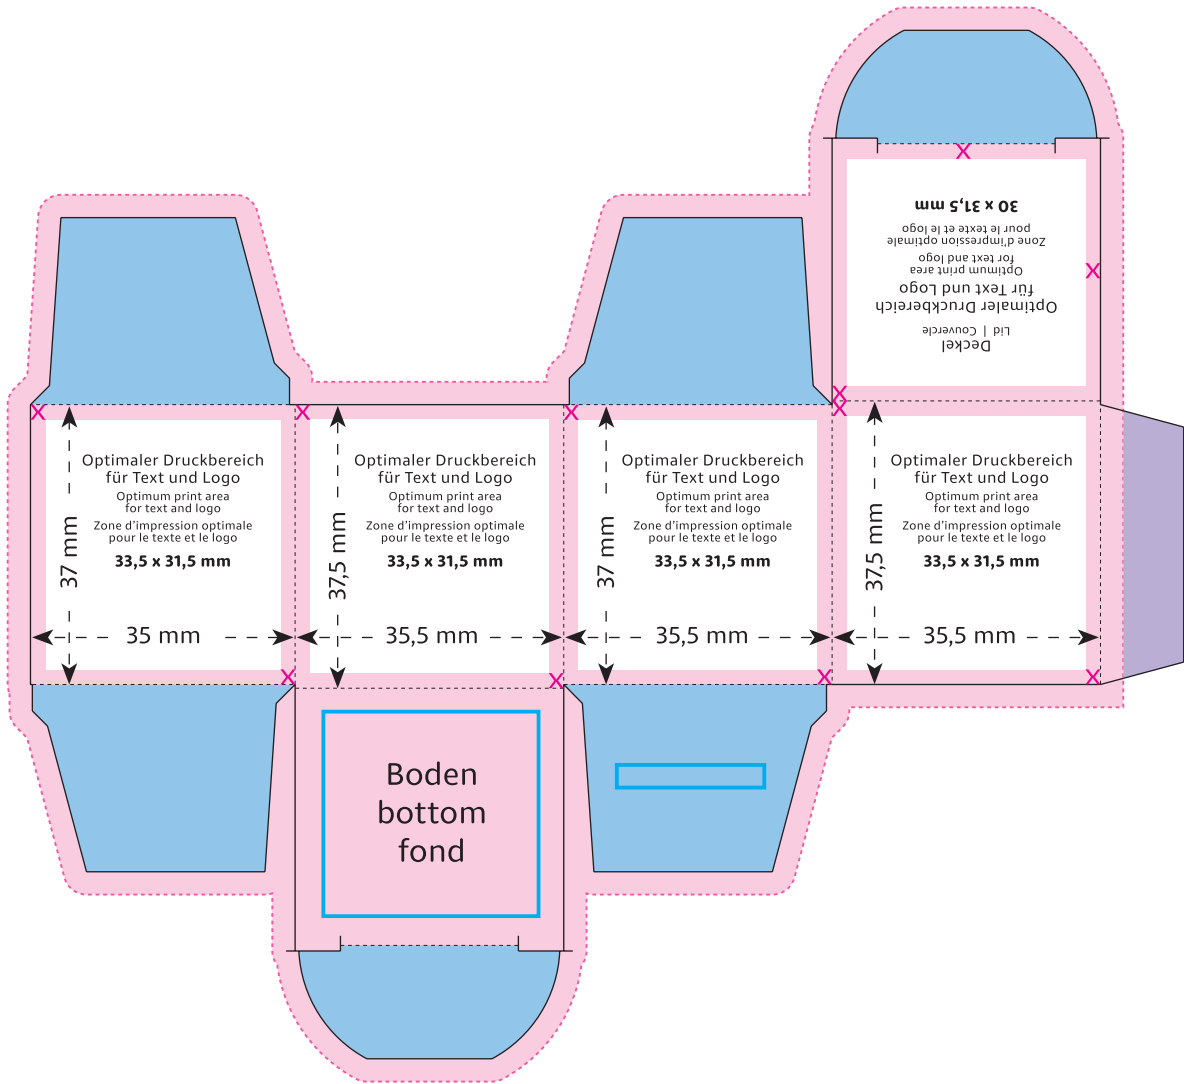 Deckel
Lid | Couvercle
Optimaler Druckbereich
für Text und Logo
Optimum print area
for text and logo
Zone d'impression optimale
pour le texte et le logo
30 x 31,5 mm
Optimaler Druckbereich
für Text und Logo
Optimum print area
for text and logo
Zone d'impression optimale
pour le texte et le logo
33,5 x 31,5 mm
37 mm
35 mm
Optimaler Druckbereich
für Text und Logo
Optimum print area
for text and logo
Zone d'impression optimale
pour le texte et le logo
33,5 x 31,5 mm
37,5 mm
35,5 mm
Optimaler Druckbereich
für Text und Logo
Optimum print area
for text and logo
Zone d'impression optimale
pour le texte et le logo
33,5 x 31,5 mm
37 mm
35,5 mm
Optimaler Druckbereich
für Text und Logo
Optimum print area
for text and logo
Zone d'impression optimale
pour le texte et le logo
33,5 x 31,5 mm
37,5 mm
35,5 mm
Boden
bottom
fond